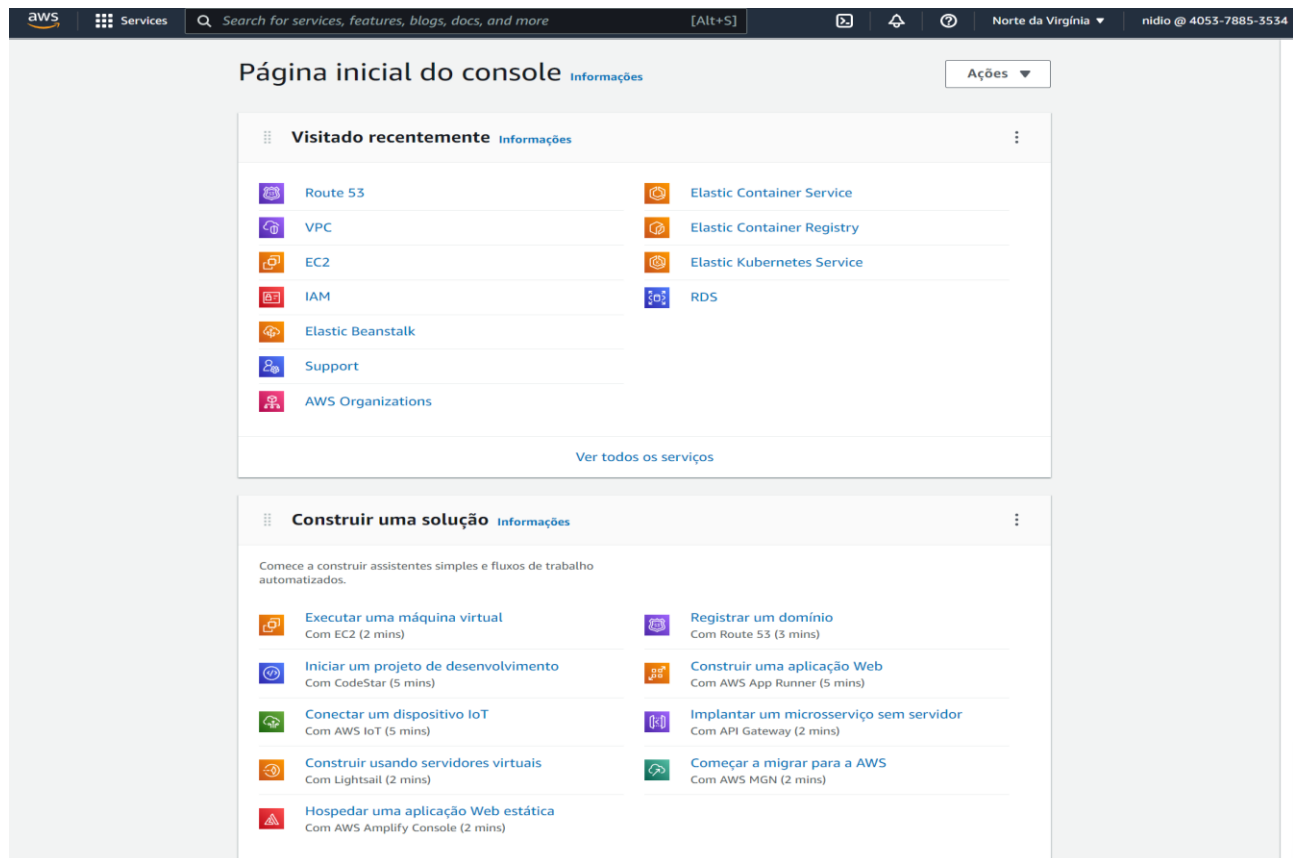 aws
Services
Search for services, features, blogs, docs, and more
[Alt+S]
Norte da Virgínia ▼
nidio @ 4053-7885-3534
Página inicial do console Informações
Ações ▼
Visitado recentemente Informações
Route 53
VPC
EC2
IAM
Elastic Beanstalk
Support
AWS Organizations
Elastic Container Service
Elastic Container Registry
Elastic Kubernetes Service
RDS
Ver todos os serviços
Construir uma solução Informações
Comece a construir assistentes simples e fluxos de trabalho
automatizados.
Executar uma máquina virtual
Com EC2 (2 mins)
Iniciar um projeto de desenvolvimento
Com CodeStar (5 mins)
Conectar um dispositivo IoT
Com AWS IoT (5 mins)
Construir usando servidores virtuais
Com Lightsail (2 mins)
Hospedar uma aplicação Web estática
Com AWS Amplify Console (2 mins)
Registrar um domínio
Com Route 53 (3 mins)
Construir uma aplicação Web
Com AWS App Runner (5 mins)
Implantar um microsserviço sem servidor
Com API Gateway (2 mins)
Começar a migrar para a AWS
Com AWS MGN (2 mins)